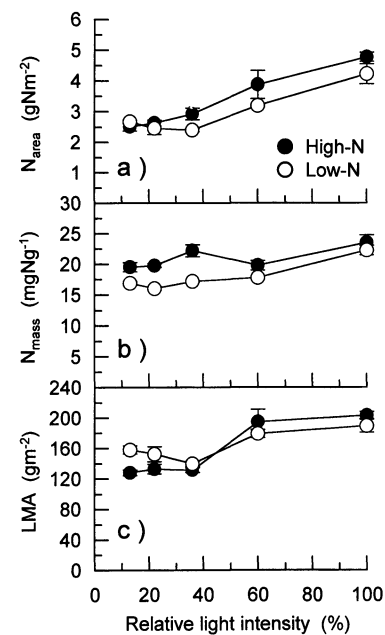 6
5
4
3
2
1
N_area (gNm⁻²)
a )
High-N
Low-N
30
25
20
15
10
5
N_mass (mgNg⁻¹)
b )
240
200
160
120
80
40
0
LMA (gm⁻²)
c )
0 20 40 60 80 100
Relative light intensity (%)